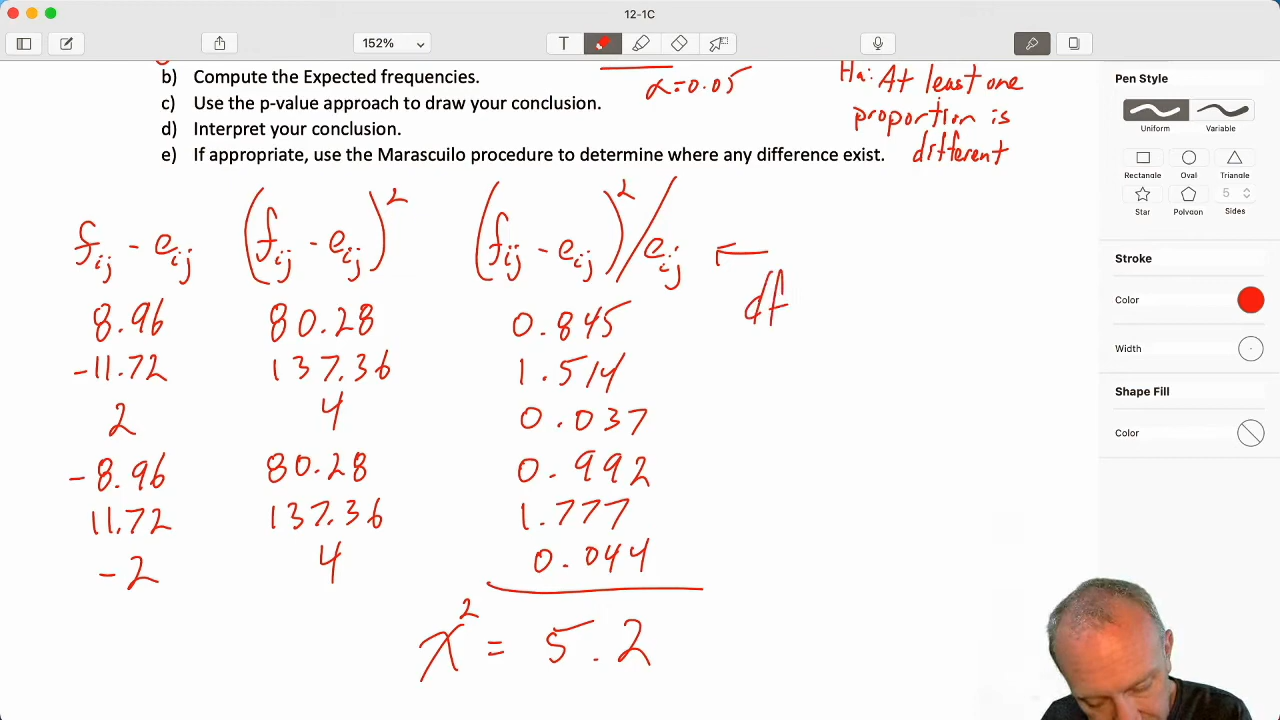 12-1C
152%
T
b) Compute the Expected frequencies.
c) Use the p-value approach to draw your conclusion.
d) Interpret your conclusion.
e) If appropriate, use the Marascuilo procedure to determine where any difference exist.
α=0.05
Ha: At least one
proportion is
different
fij - eij (fij - eij)² (fij - eij)²/eij ←
df
8.96 80.28 0.845
-11.72 137.36 1.514
2 4 0.037
-8.96 80.28 0.992
11.72 137.36 1.777
-2 4 0.044
χ² = 5.2
Pen Style
Uniform Variable
Rectangle Oval Triangle
Star Polygon 5 Sides
Stroke
Color
Width
Shape Fill
Color